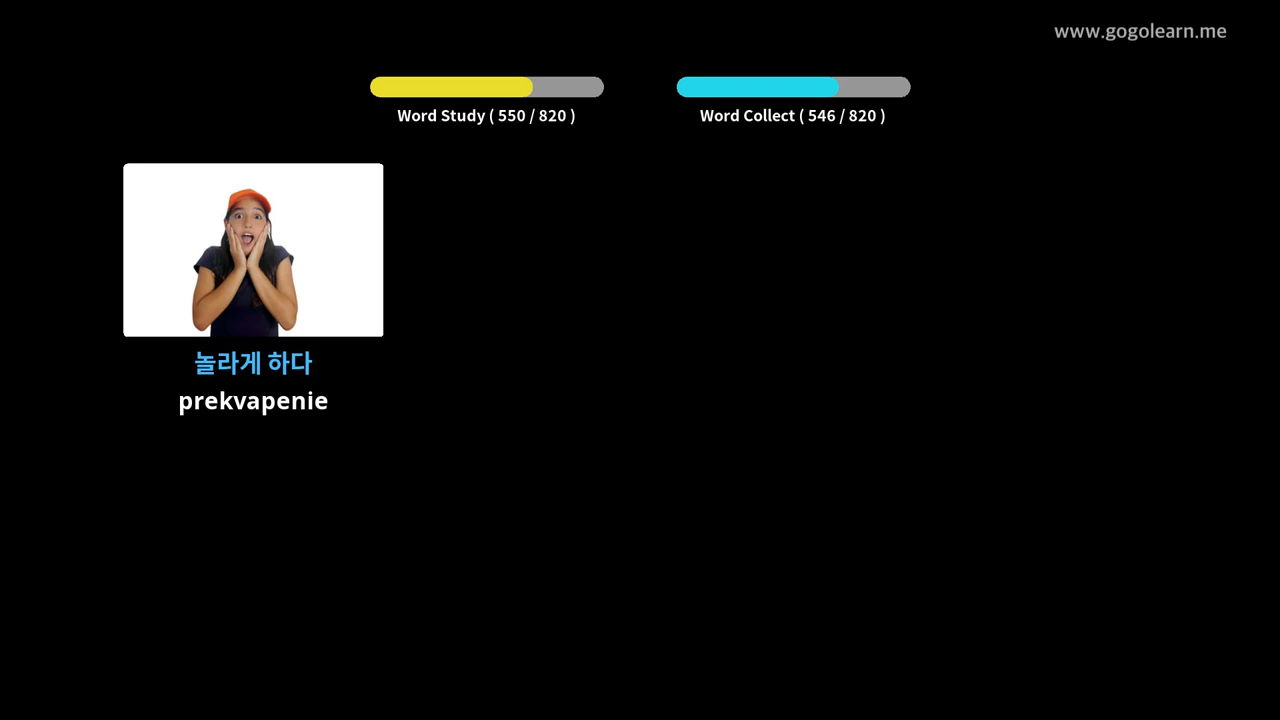 www.gogolearn.me
Word Study ( 550 / 820 )
Word Collect ( 546 / 820 )
놀라게 하다
prekvapenie